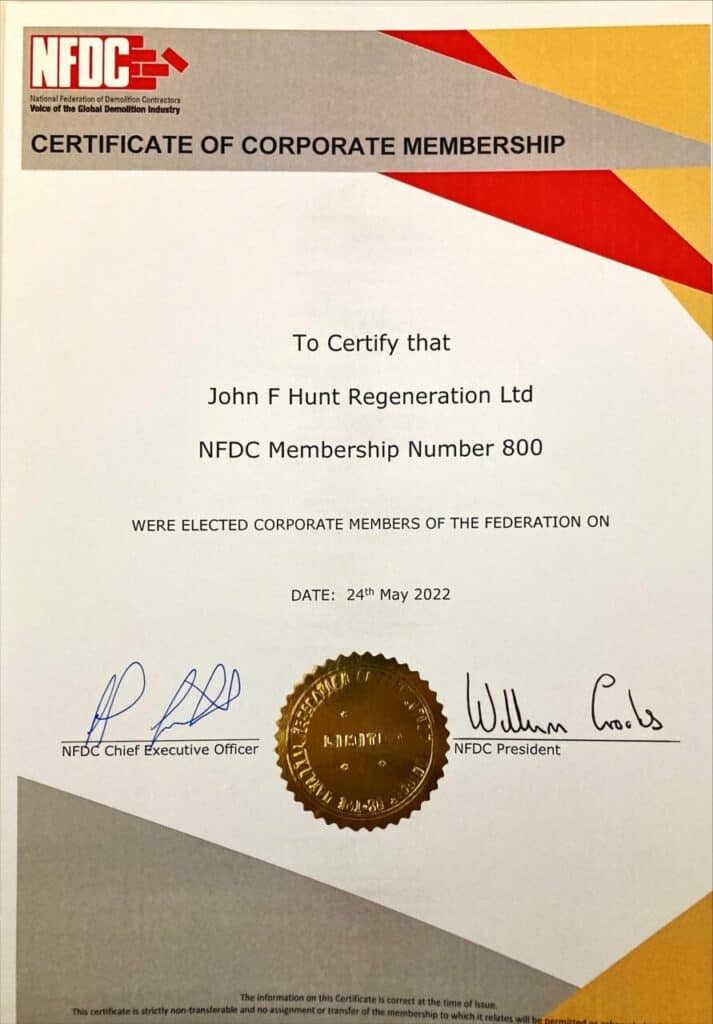 NFDC
National Federation of Demolition Contractors
Voice of the Global Demolition Industry
CERTIFICATE OF CORPORATE MEMBERSHIP
To Certify that
John F Hunt Regeneration Ltd
NFDC Membership Number 800
WERE ELECTED CORPORATE MEMBERS OF THE FEDERATION ON
DATE: 24th May 2022
William Crooks
NFDC Chief Executive Officer
NFDC President
The information on this Certificate is correct at the time of issue.
This certificate is strictly non-transferable and no assignment or transfer of the membership to which it relates will be permitted or